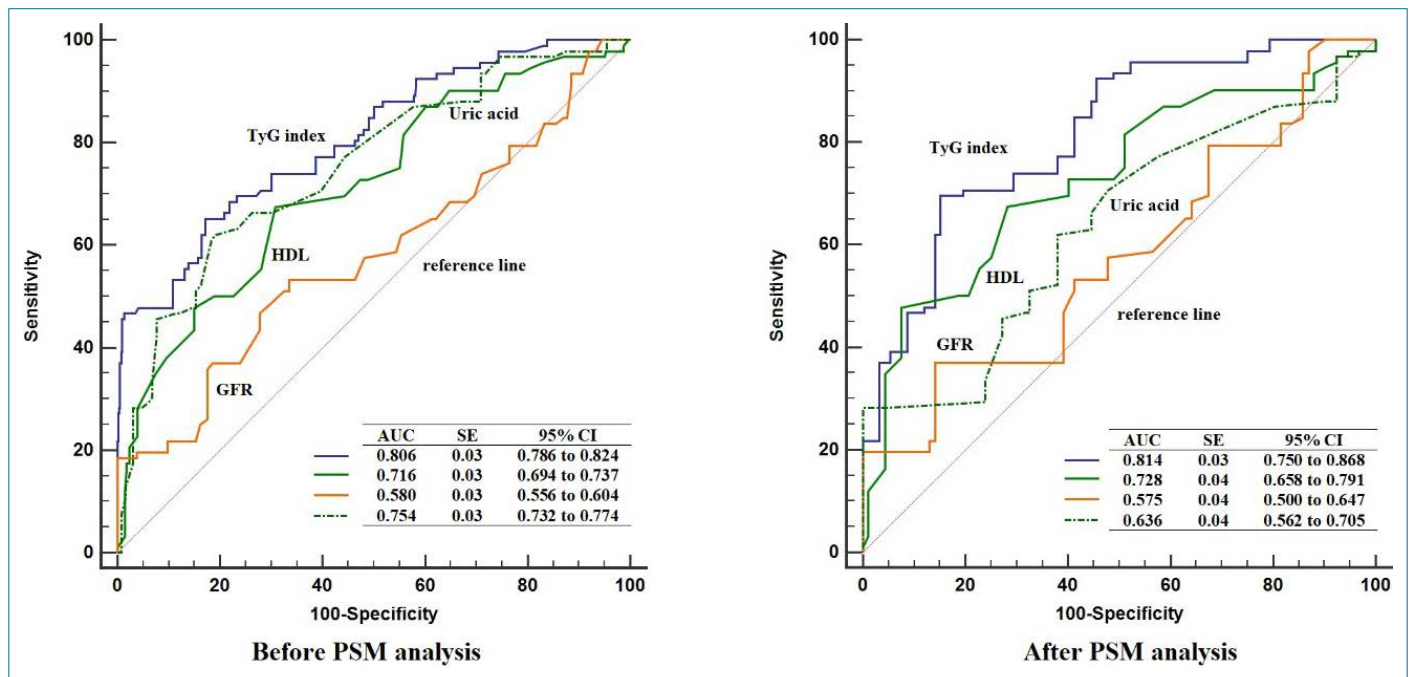 100
80
60
40
20
0
Sensitivity
TyG index
Uric acid
HDL
reference line
GFR
AUC SE 95% CI
0.806 0.03 0.786 to 0.824
0.716 0.03 0.694 to 0.737
0.580 0.03 0.556 to 0.604
0.754 0.03 0.732 to 0.774
0 20 40 60 80 100
100-Specificity
Before PSM analysis
100
80
60
40
20
0
Sensitivity
TyG index
Uric acid
HDL
reference line
GFR
AUC SE 95% CI
0.814 0.03 0.750 to 0.868
0.728 0.04 0.658 to 0.791
0.575 0.04 0.500 to 0.647
0.636 0.04 0.562 to 0.705
0 20 40 60 80 100
100-Specificity
After PSM analysis